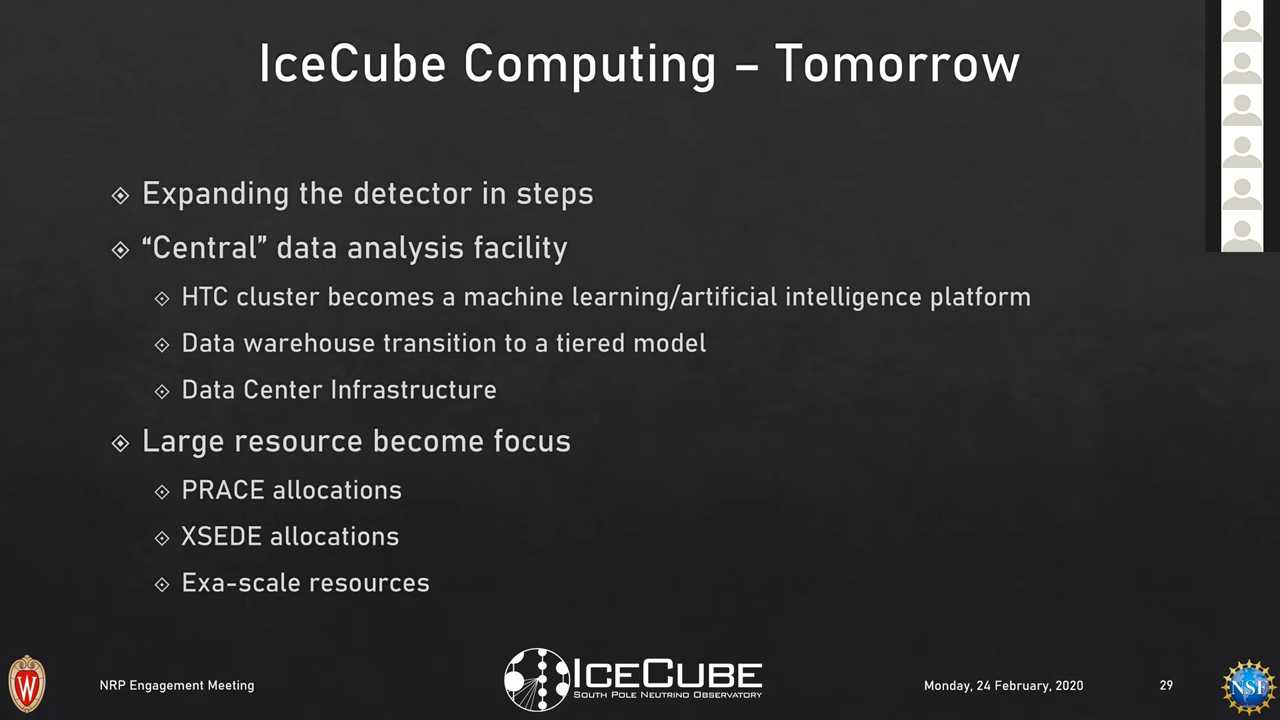 IceCube Computing – Tomorrow
Expanding the detector in steps
“Central” data analysis facility
HTC cluster becomes a machine learning/artificial intelligence platform
Data warehouse transition to a tiered model
Data Center Infrastructure
Large resource become focus
PRACE allocations
XSEDE allocations
Exa-scale resources
W
NRP Engagement Meeting
ICECUBE
SOUTH POLE NEUTRINO OBSERVATORY
Monday, 24 February, 2020
29
NSF